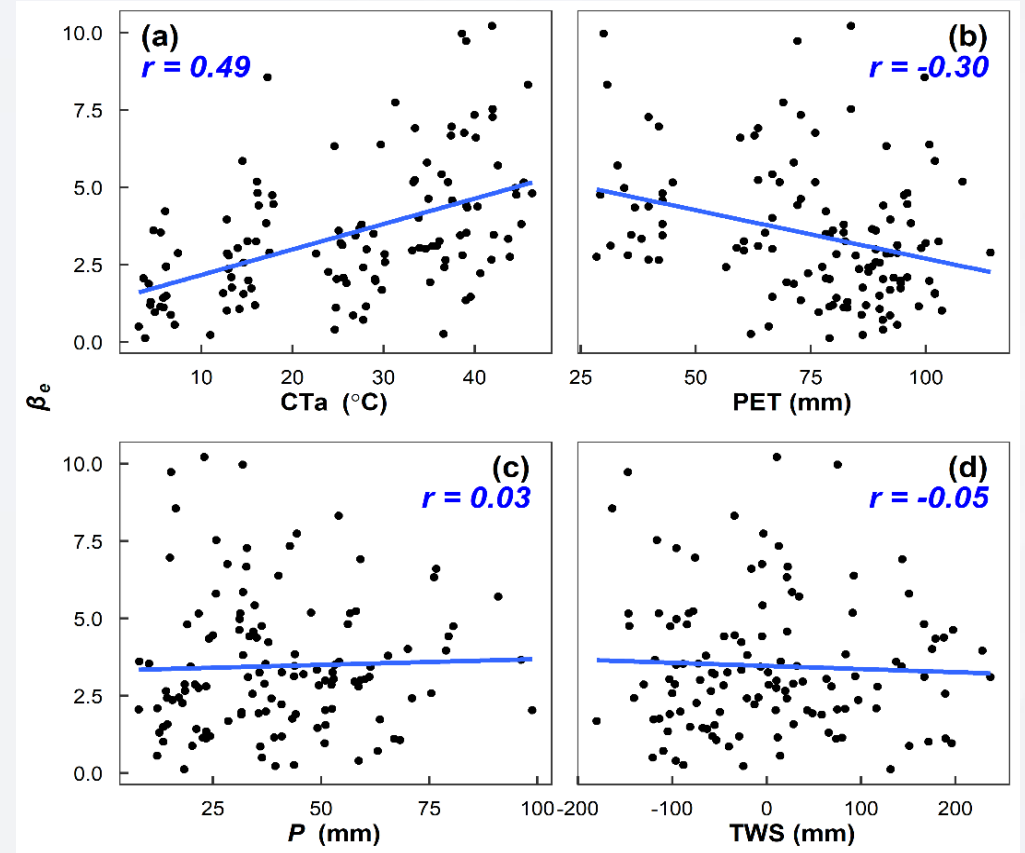 10.0
7.5
5.0
2.5
0.0
(a)
r = 0.49
10
20
30
40
CTa (°C)
(b)
r = -0.30
25
50
75
100
PET (mm)
βe
10.0
7.5
5.0
2.5
0.0
(c)
r = 0.03
25
50
75
100
P (mm)
(d)
r = -0.05
-200
-100
0
100
200
TWS (mm)